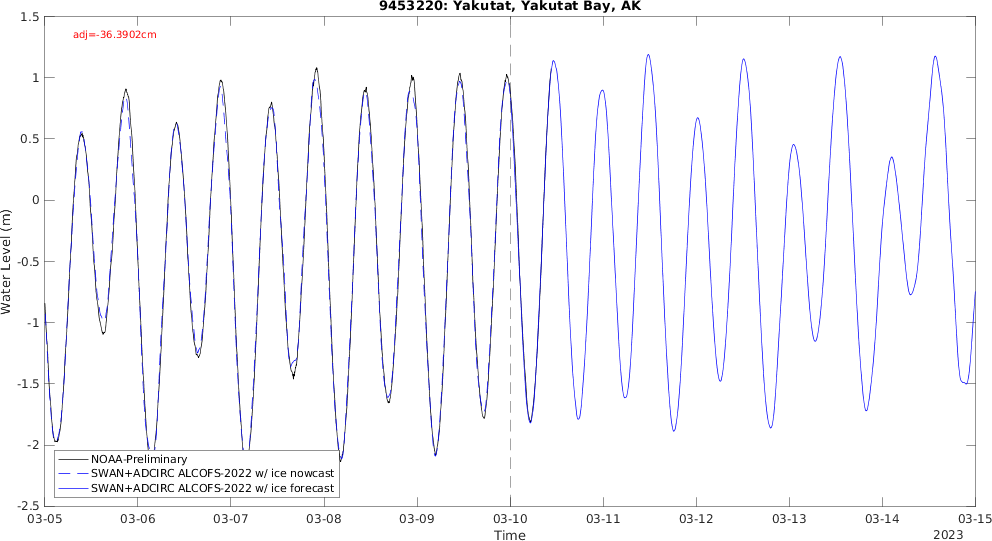 9453220: Yakutat, Yakutat Bay, AK
adj=-36.3902cm
1.5
1
0.5
0
-0.5
-1
-1.5
-2
-2.5
Water Level (m)
NOAA-Preliminary
SWAN+ADCIRC ALCOFS-2022 w/ ice nowcast
SWAN+ADCIRC ALCOFS-2022 w/ ice forecast
03-05 03-06 03-07 03-08 03-09 03-10 03-11 03-12 03-13 03-14 03-15
Time
2023